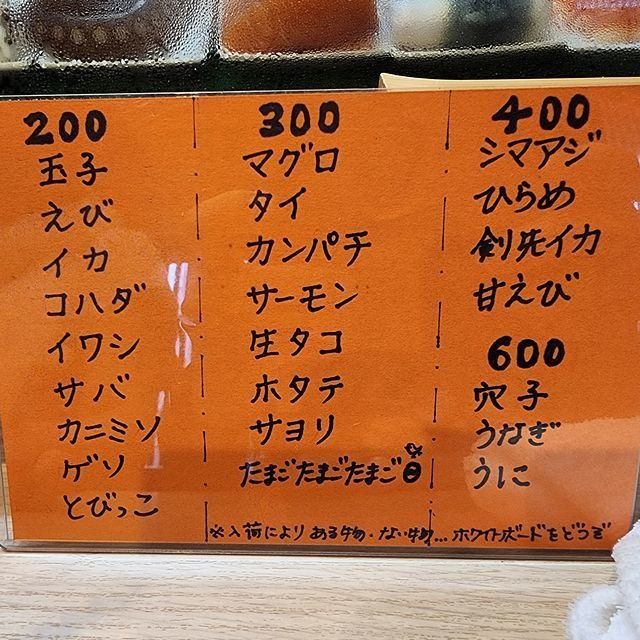 200
玉子
えび
イカ
コハダ
イワシ
サバ
カニミソ
ゲソ
とびっこ
300
マグロ
タイ
カンパチ
サーモン
生タコ
ホタテ
サヨリ
たまごたまごたまご
400
シマアジ
ひらめ
剣先イカ
甘えび
600
穴子
うなぎ
うに
※入荷により ある物・ない物... ホワイトボードをどうぞ